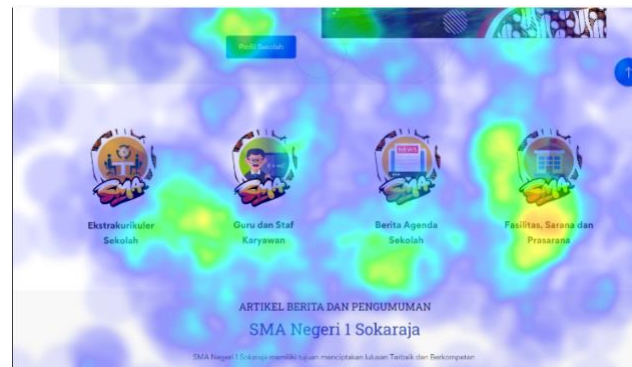 Profil Sekolah
NEWS
SMA
SMA
SMA
SMA
Ekstrakurikuler
Sekolah
Guru dan Staf
Karyawan
Berita Agenda
Sekolah
Fasilitas, Sarana dan
Prasarana
ARTIKEL BERITA DAN PENGUMUMAN
SMA Negeri 1 Sokaraja
SMA Negeri 1 Sokaraja memiliki tujuan menciptakan lulusan Terbaik dan Berkompeten